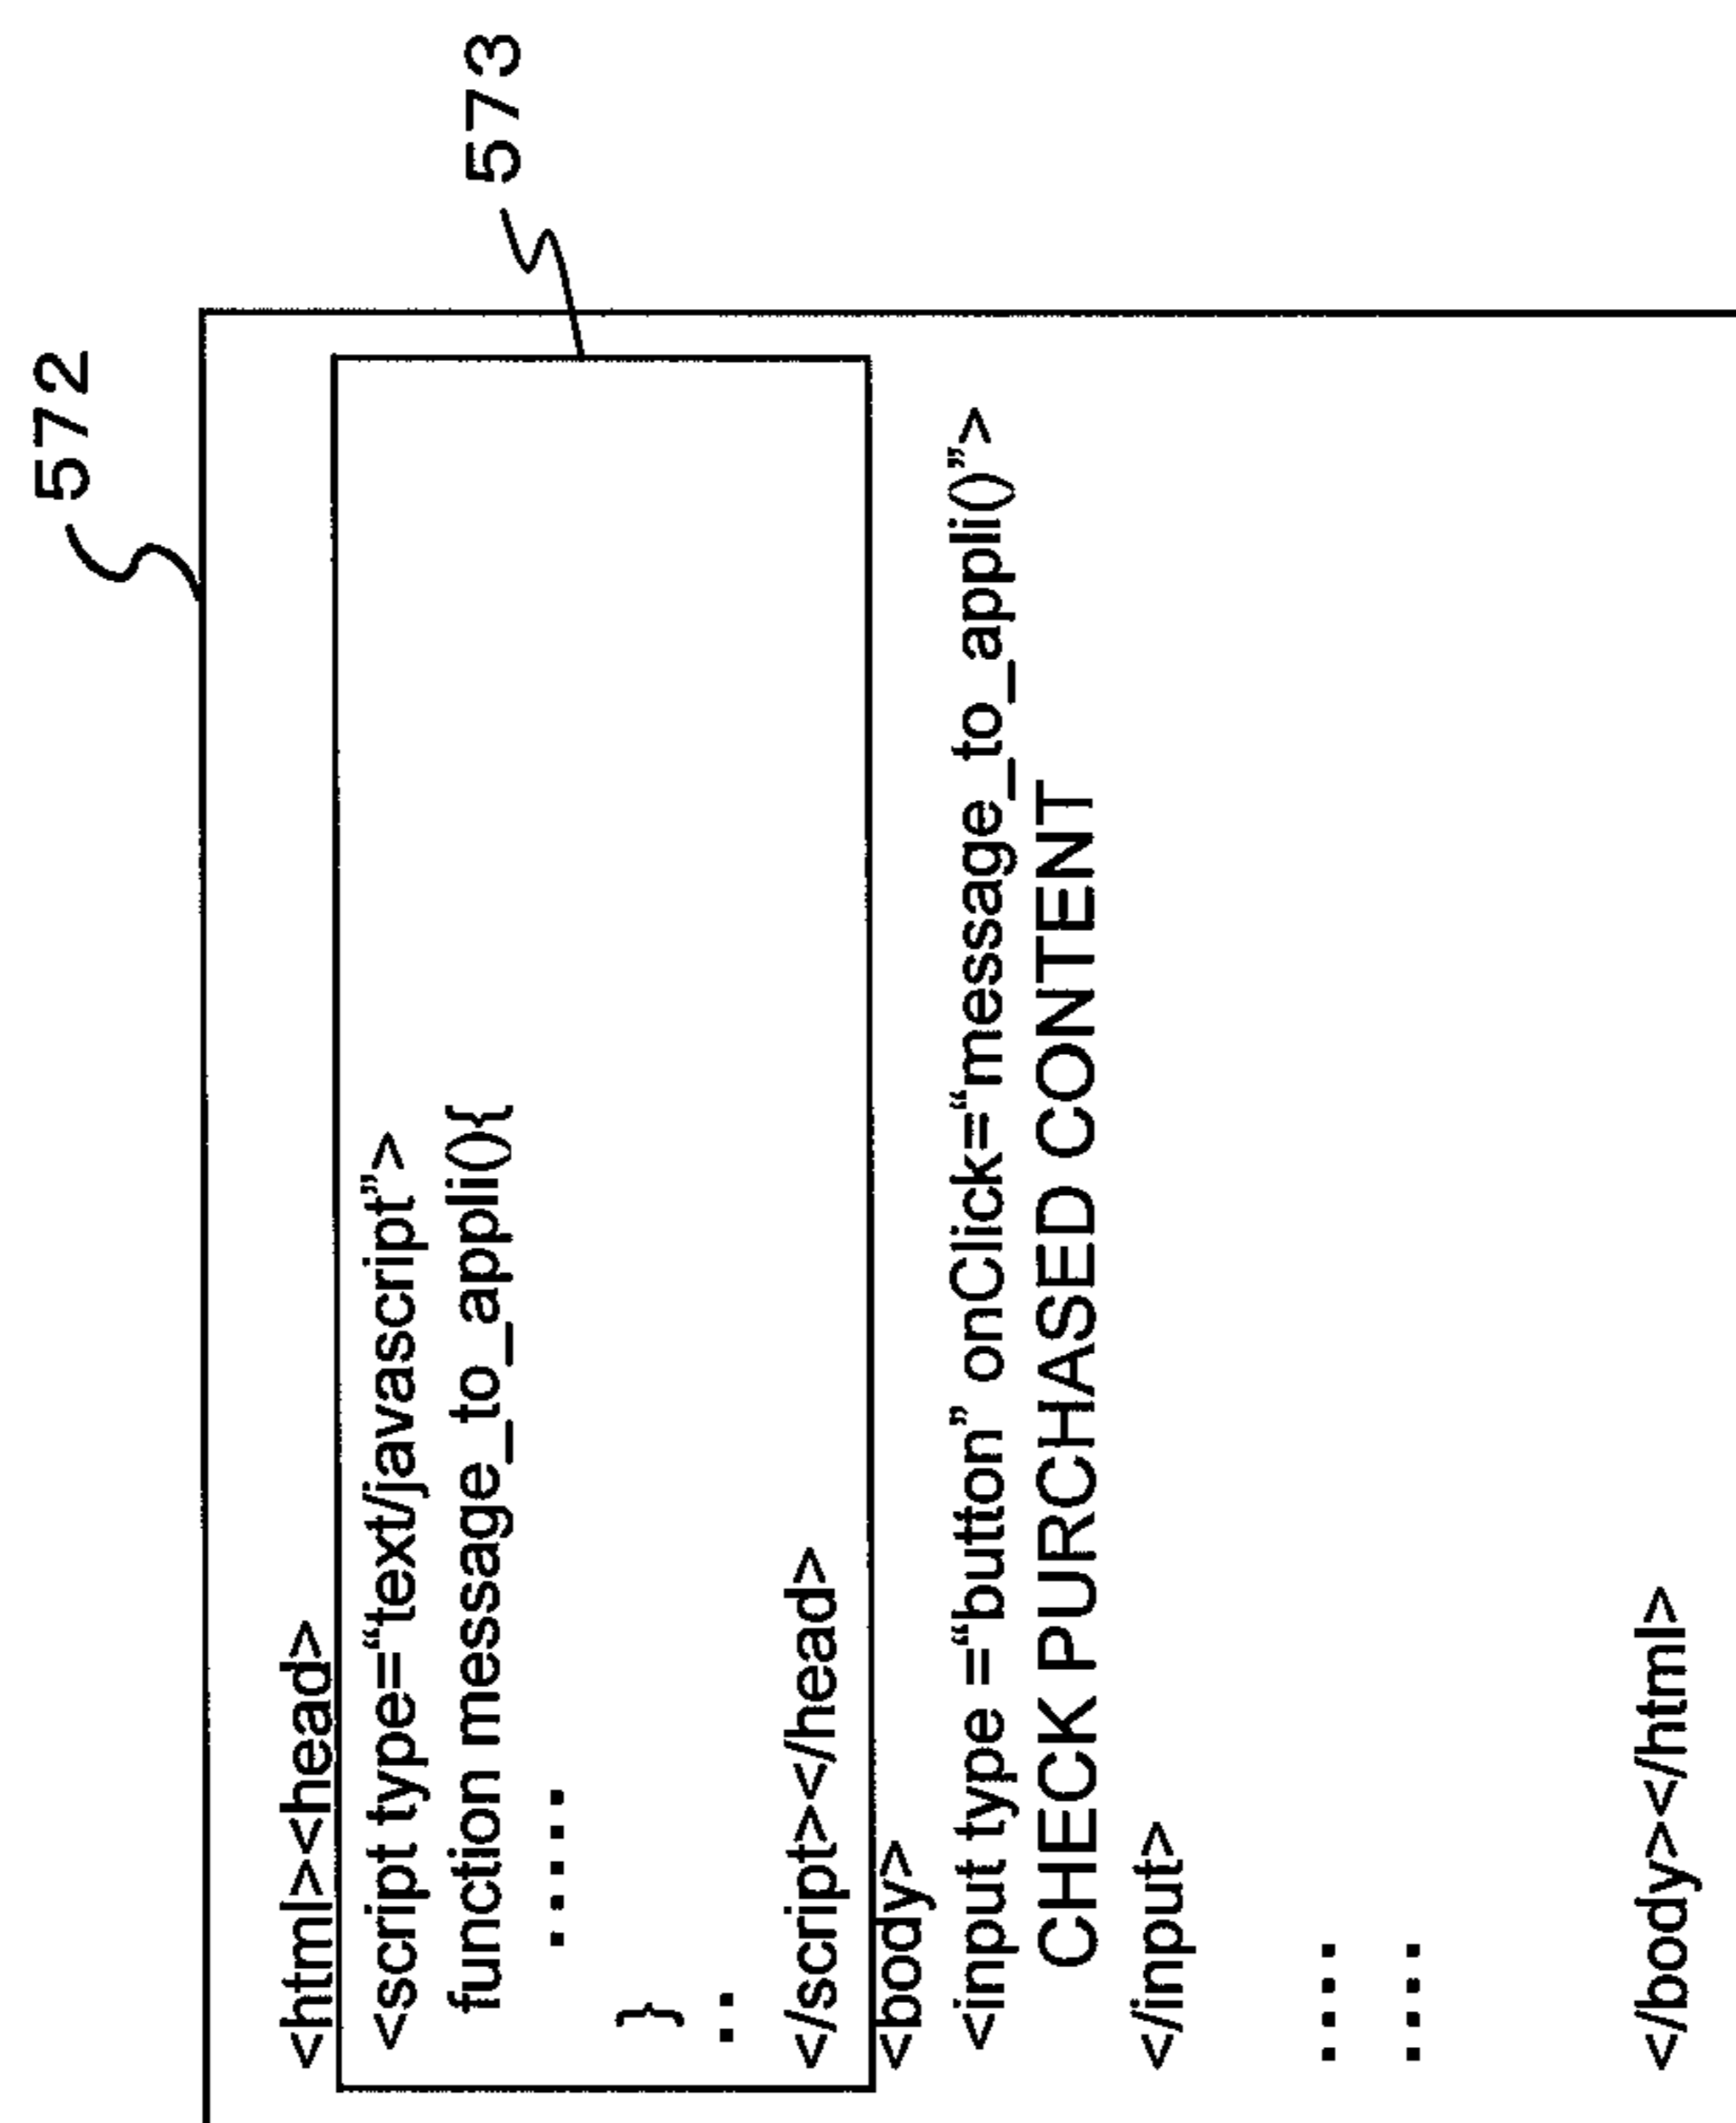 572
573
<html><head>
<script type=“text/javascript”>
function message_to_appli(){
.....
}
..
</script></head>
<body>
<input type =“button” onClick=“message_to_appli()”>
CHECK PURCHASED CONTENT
</input>
....
....
</body></html>